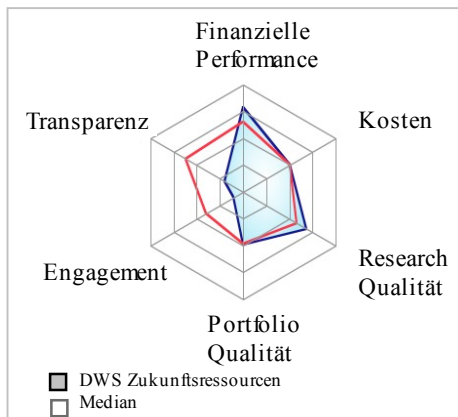 Finanzielle
Performance
Transparenz
Kosten
Engagement
Research
Qualität
Portfolio
Qualität
DWS Zukunftsressourcen
Median